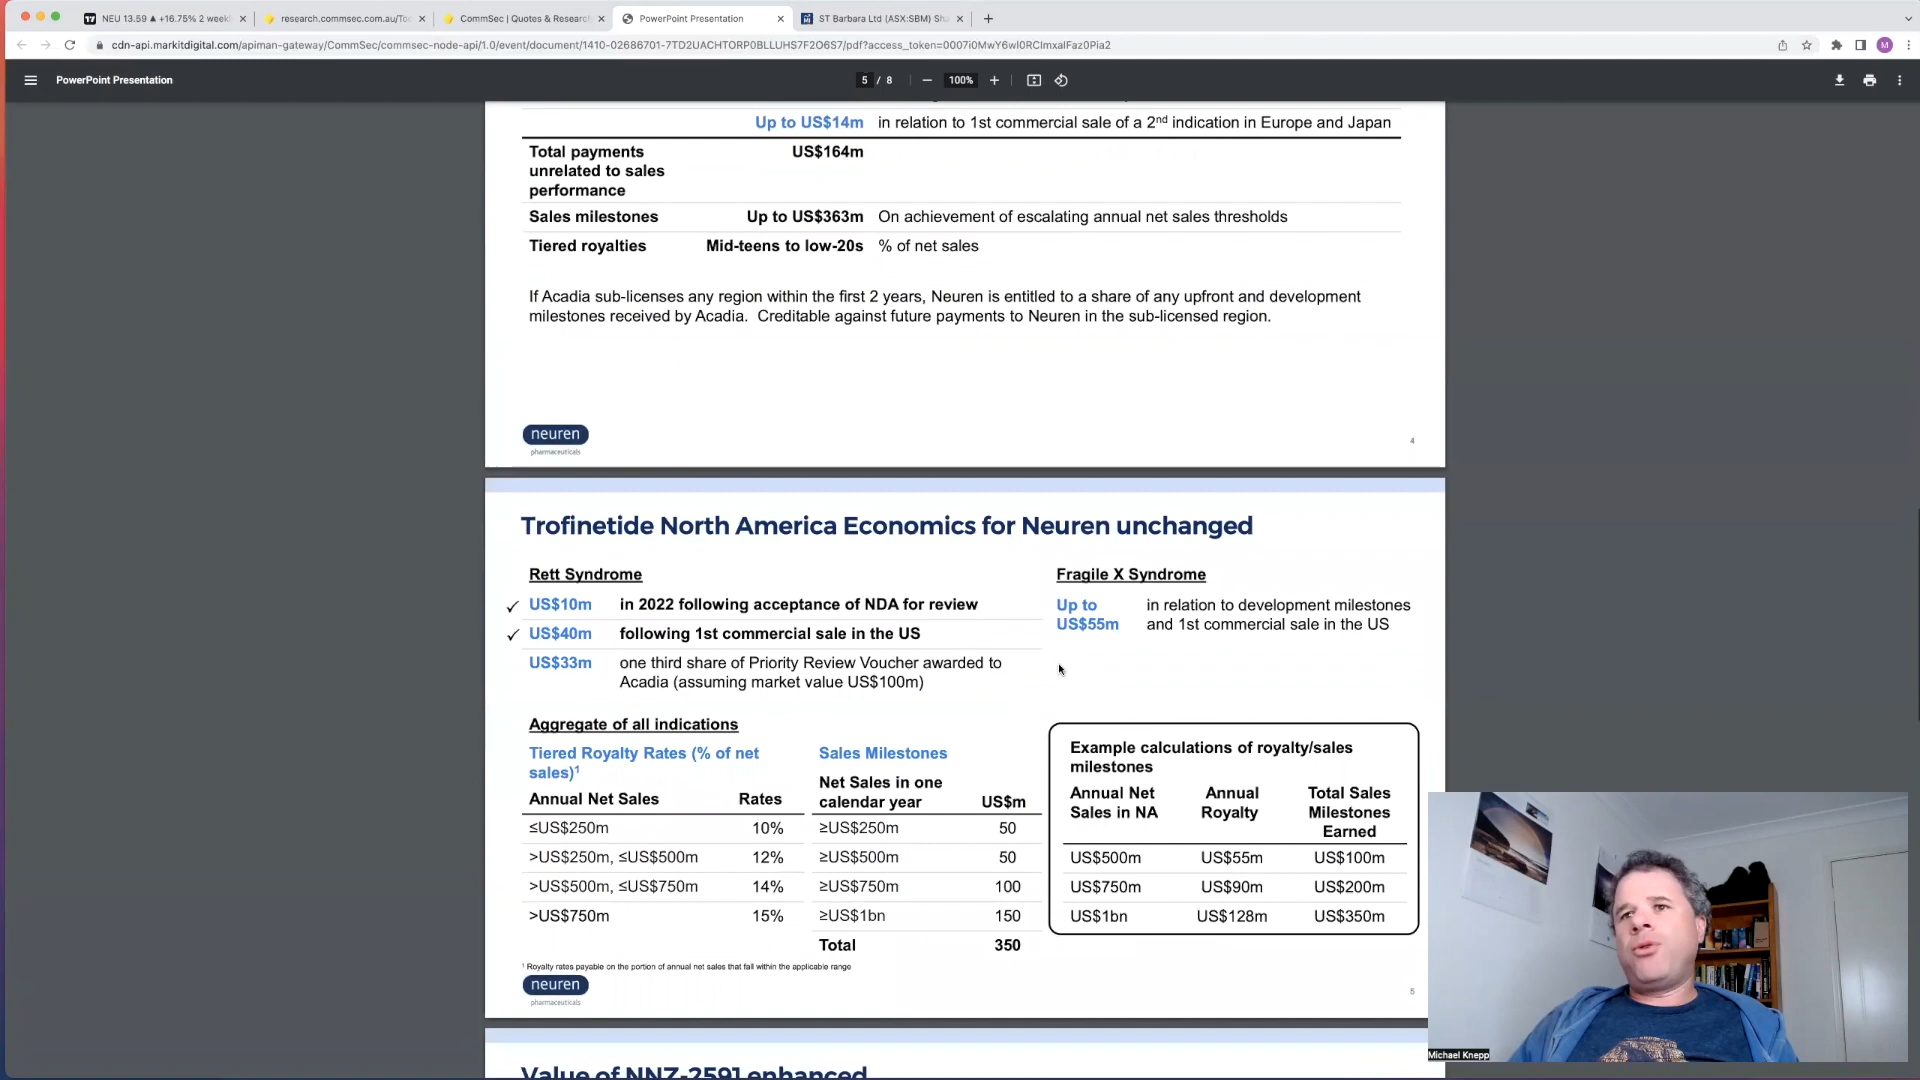 NEU 13.59 ▲ +16.75% 2 week
research.commsec.com.au/To
CommSec | Quotes & Research
PowerPoint Presentation
ST Barbara Ltd (ASX:SBM) Sh
cdn-api.markitdigital.com/apiman-gateway/CommSec/commsec-node-api/1.0/event/document/1410-02686701-7TD2UACHTORP0BLLUHS7F2O6S7/pdf?access_token=0007i0MwY6wI0RCImxalFaz0Pia2
M
PowerPoint Presentation
5 / 8
100%
Up to US$14m in relation to 1st commercial sale of a 2nd indication in Europe and Japan
Total payments unrelated to sales performance US$164m
Sales milestones Up to US$363m On achievement of escalating annual net sales thresholds
Tiered royalties Mid-teens to low-20s % of net sales
If Acadia sub-licenses any region within the first 2 years, Neuren is entitled to a share of any upfront and development
milestones received by Acadia. Creditable against future payments to Neuren in the sub-licensed region.
neuren
pharmaceuticals
4
Trofinetide North America Economics for Neuren unchanged
Rett Syndrome
✓ US$10m in 2022 following acceptance of NDA for review
✓ US$40m following 1st commercial sale in the US
US$33m one third share of Priority Review Voucher awarded to
Acadia (assuming market value US$100m)
Fragile X Syndrome
Up to in relation to development milestones
US$55m and 1st commercial sale in the US
Aggregate of all indications
Tiered Royalty Rates (% of net
sales)1
Annual Net Sales Rates
≤US$250m 10%
>US$250m, ≤US$500m 12%
>US$500m, ≤US$750m 14%
>US$750m 15%
Sales Milestones
Net Sales in one
calendar year US$m
≥US$250m 50
≥US$500m 50
≥US$750m 100
≥US$1bn 150
Total 350
Example calculations of royalty/sales
milestones
Annual Net Annual Total Sales
Sales in NA Royalty Milestones
Earned
US$500m US$55m US$100m
US$750m US$90m US$200m
US$1bn US$128m US$350m
1 Royalty rates payable on the portion of annual net sales that fall within the applicable range
neuren
pharmaceuticals
5
Value of NNZ-2591 enhanced
Michael Knepp